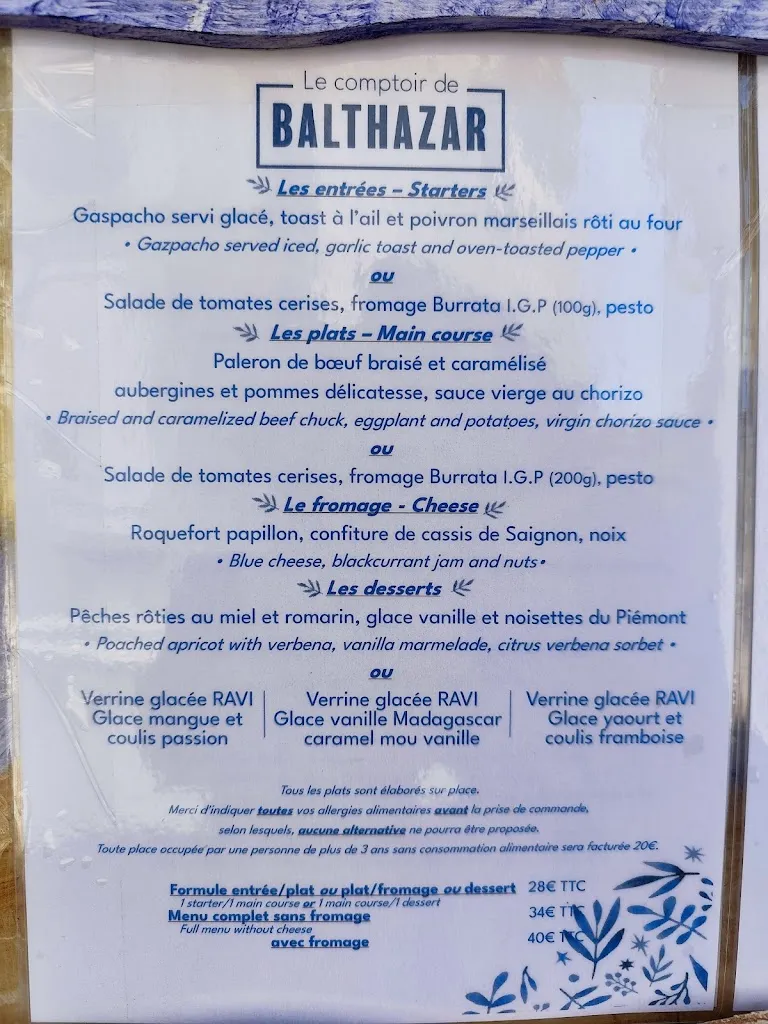 Le comptoir de
BALTHAZAR
Les entrées – Starters
Gaspacho servi glacé, toast à l'ail et poivron marseillais rôti au four
• Gazpacho served iced, garlic toast and oven-toasted pepper •
ou
Salade de tomates cerises, fromage Burrata I.G.P (100g), pesto
Les plats – Main course
Paleron de bœuf braisé et caramélisé
aubergines et pommes délicatesse, sauce vierge au chorizo
• Braised and caramelized beef chuck, eggplant and potatoes, virgin chorizo sauce •
ou
Salade de tomates cerises, fromage Burrata I.G.P (200g), pesto
Le fromage - Cheese
Roquefort papillon, confiture de cassis de Saignon, noix
• Blue cheese, blackcurrant jam and nuts•
Les desserts
Pêches rôties au miel et romarin, glace vanille et noisettes du Piémont
• Poached apricot with verbena, vanilla marmelade, citrus verbena sorbet •
ou
Verrine glacée RAVI
Glace mangue et
coulis passion
Verrine glacée RAVI
Glace vanille Madagascar
caramel mou vanille
Verrine glacée RAVI
Glace yaourt et
coulis framboise
Tous les plats sont élaborés sur place.
Merci d'indiquer toutes vos allergies alimentaires avant la prise de commande,
selon lesquels, aucune alternative ne pourra être proposée.
Toute place occupée par une personne de plus de 3 ans sans consommation alimentaire sera facturée 20€.
Formule entrée/plat ou plat/fromage ou dessert 28€ TTC
1 starter/1 main course or 1 main course/1 dessert
Menu complet sans fromage 34€ TTC
Full menu without cheese
avec fromage 40€ TTC